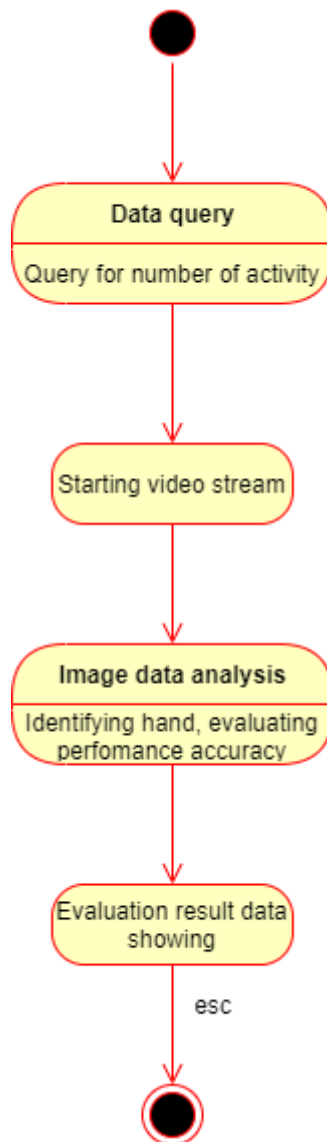 Data query
Query for number of activity
Starting video stream
Image data analysis
Identifying hand, evaluating
perfomance accuracy
Evaluation result data
showing
esc